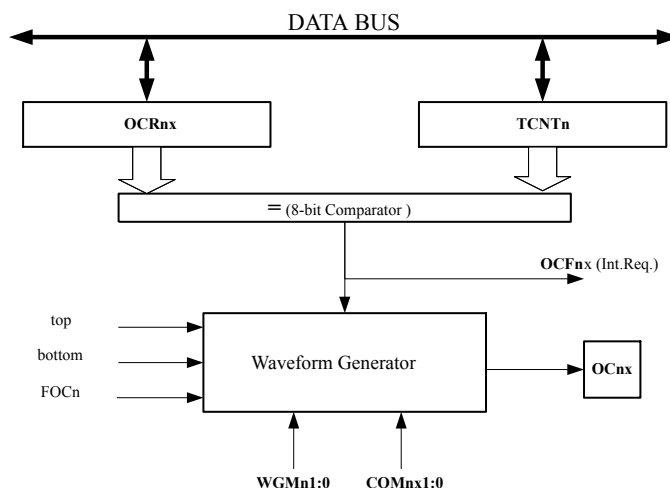 DATA BUS
OCRnx
TCNTn
= (8-bit Comparator )
OCFnx (Int.Req.)
top
bottom
FOCn
Waveform Generator
OCnx
WGMn1:0
COMnx1:0